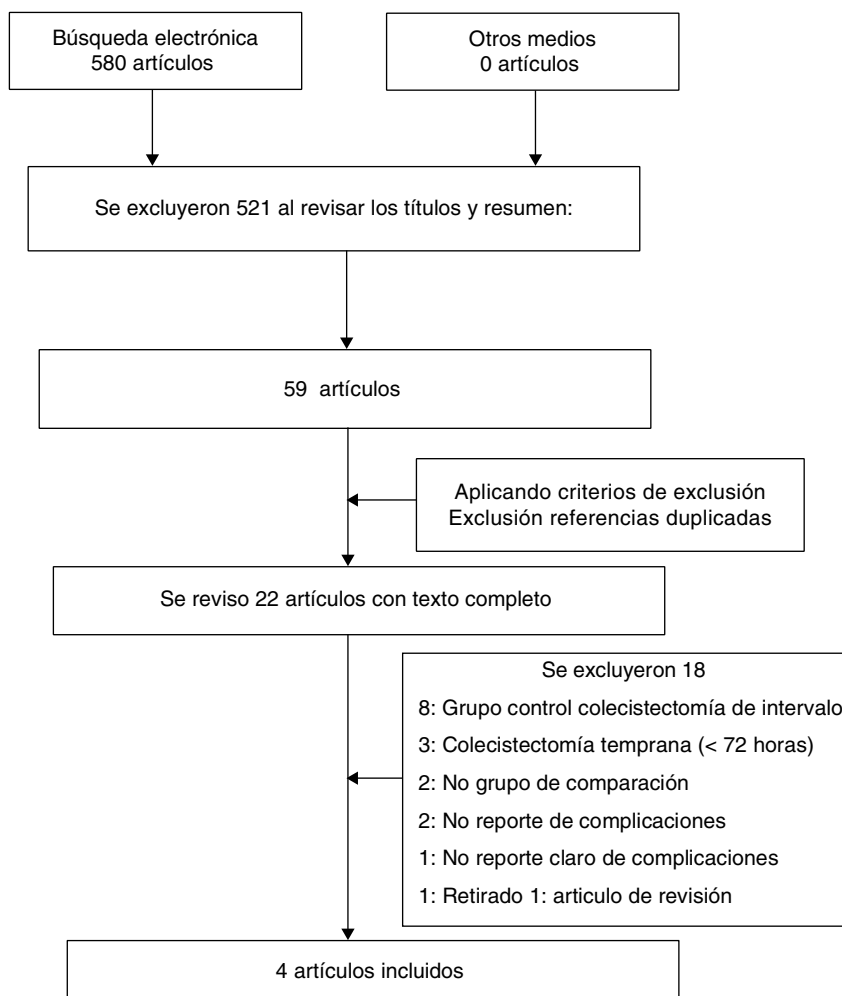 Búsqueda electrónica
580 artículos
Otros medios
0 artículos
Se excluyeron 521 al revisar los títulos y resumen:
59 artículos
Aplicando criterios de exclusión
Exclusión referencias duplicadas
Se reviso 22 artículos con texto completo
Se excluyeron 18
8: Grupo control colecistectomía de intervalo
3: Colecistectomía temprana (< 72 horas)
2: No grupo de comparación
2: No reporte de complicaciones
1: No reporte claro de complicaciones
1: Retirado 1: articulo de revisión
4 artículos incluidos